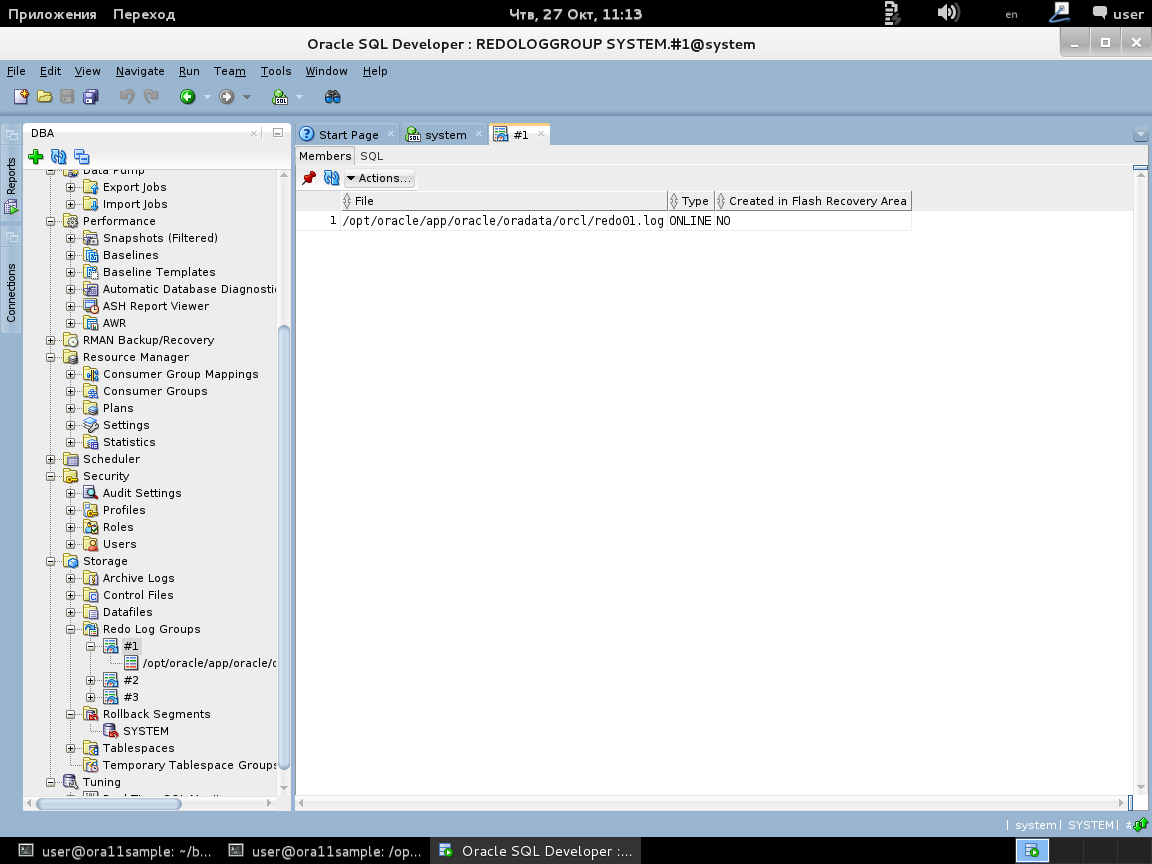 Приложения Переход Чтв, 27 Окт, 11:13 en user
Oracle SQL Developer : REDOLOGGROUP SYSTEM.#1@system
File Edit View Navigate Run Team Tools Window Help
DBA
Start Page system #1
Members SQL
Actions...
File Type Created in Flash Recovery Area
1 /opt/oracle/app/oracle/oradata/orcl/redo01.log ONLINE NO
Reports
Connections
Data Pump
Export Jobs
Import Jobs
Performance
Snapshots (Filtered)
Baselines
Baseline Templates
Automatic Database Diagnosti
ASH Report Viewer
AWR
RMAN Backup/Recovery
Resource Manager
Consumer Group Mappings
Consumer Groups
Plans
Settings
Statistics
Scheduler
Security
Audit Settings
Profiles
Roles
Users
Storage
Archive Logs
Control Files
Datafiles
Redo Log Groups
#1
/opt/oracle/app/oracle/o
#2
#3
Rollback Segments
SYSTEM
Tablespaces
Temporary Tablespace Groups
Tuning
system SYSTEM #
user@ora11sample: ~/b... user@ora11sample: /op... Oracle SQL Developer :...